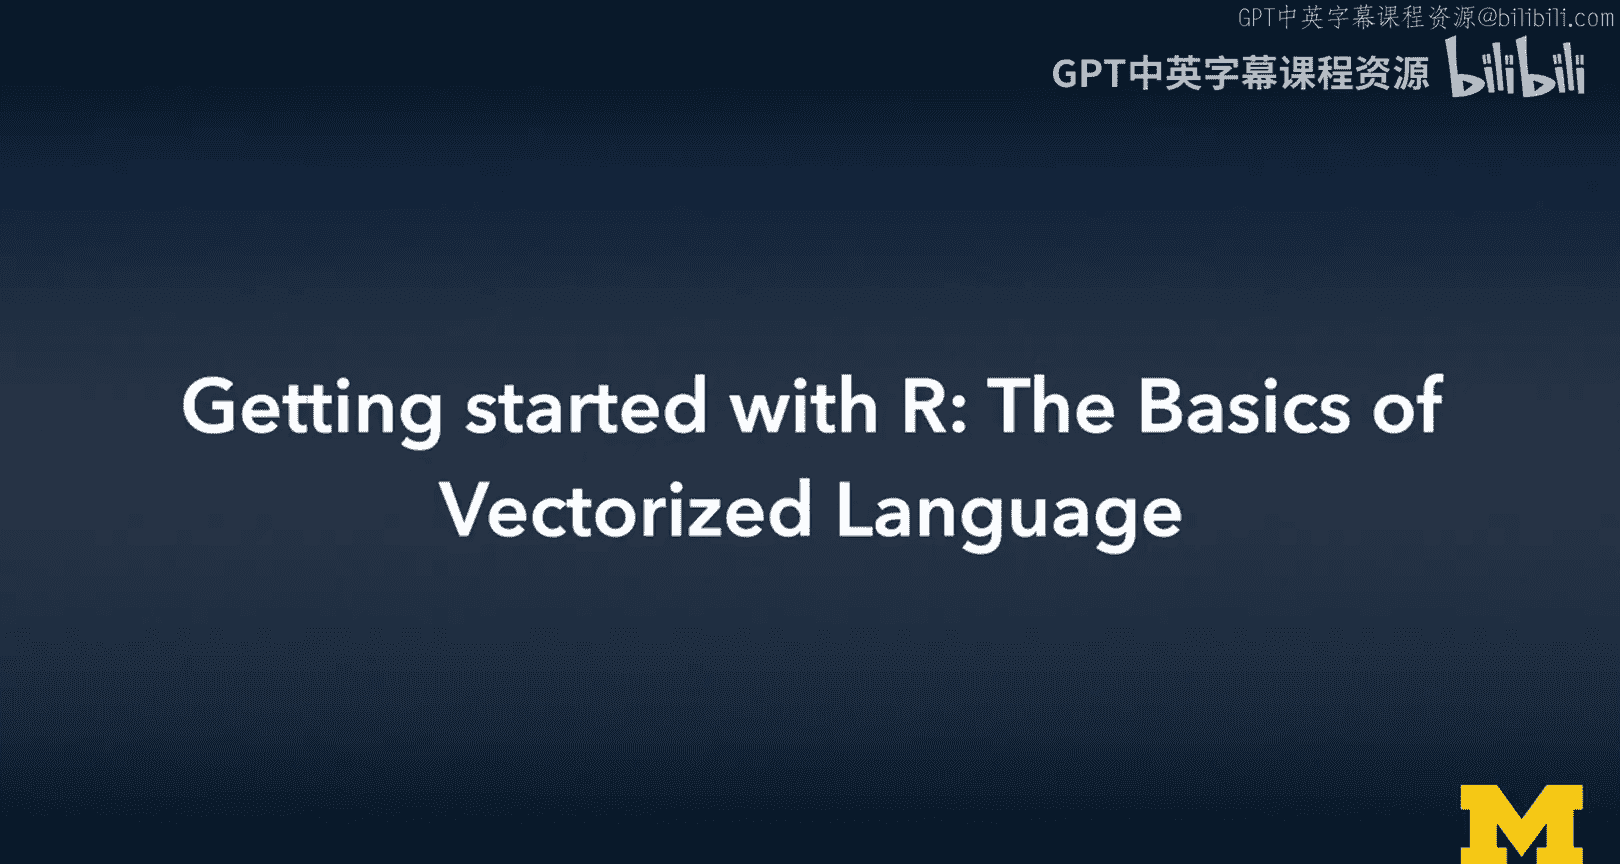 GPT中英字幕课程资源@bilibili.com
GPT中英字幕课程资源 bilibili
Getting started with R: The Basics of
Vectorized Language
M